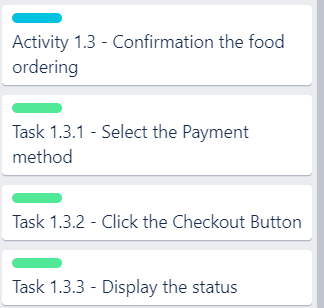 Activity 1.3 - Confirmation the food
ordering
Task 1.3.1 - Select the Payment
method
Task 1.3.2 - Click the Checkout Button
Task 1.3.3 - Display the status